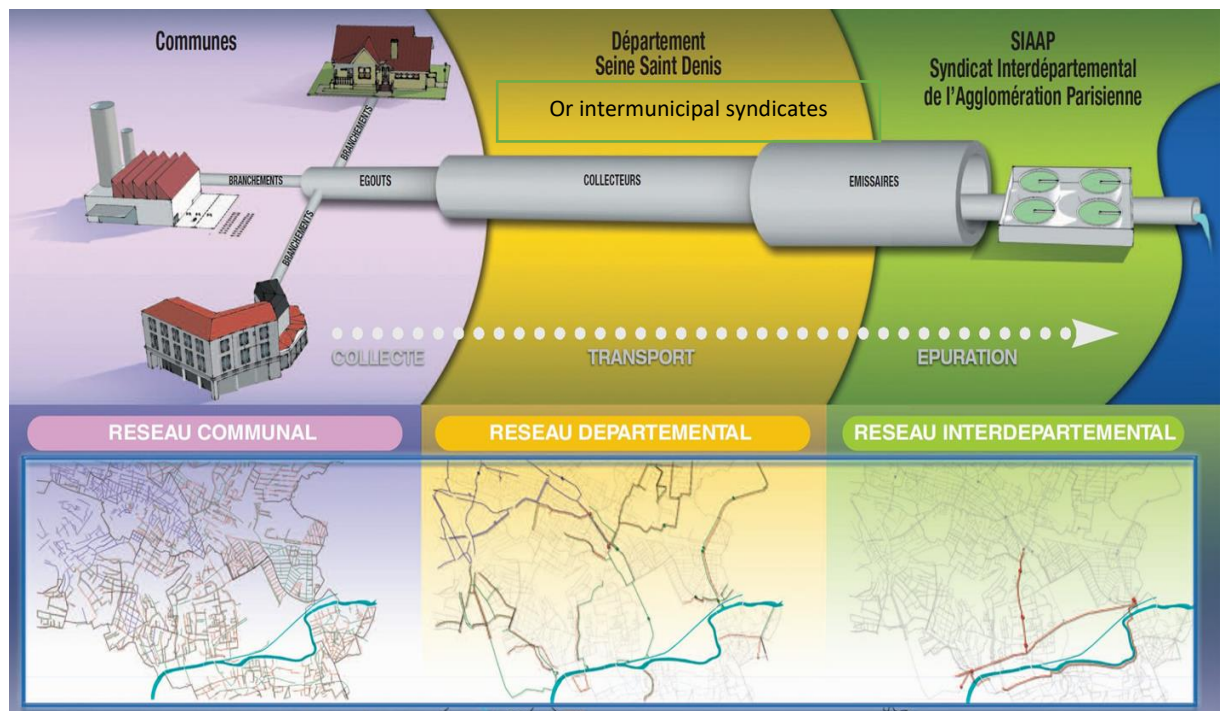 Communes
Département
Seine Saint Denis
Or intermunicipal syndicates
SIAAP
Syndicat Interdépartemental
de l'Agglomération Parisienne
BRANCHEMENTS
BRANCHEMENTS
BRANCHEMENTS
EGOUTS
COLLECTEURS
EMISSAIRES
COLLECTE
TRANSPORT
EPURATION
RESEAU COMMUNAL
RESEAU DEPARTEMENTAL
RESEAU INTERDEPARTEMENTAL